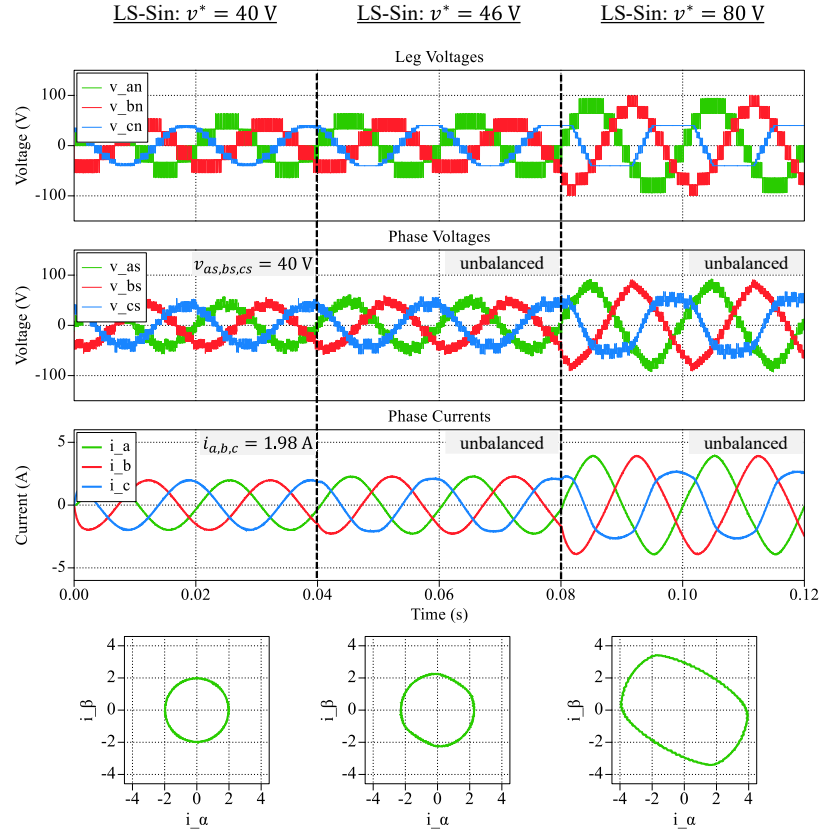 LS-Sin: v* = 40 V LS-Sin: v* = 46 V LS-Sin: v* = 80 V
Leg Voltages
Voltage (V)
100
0
-100
v_an
v_bn
v_cn
Phase Voltages
Voltage (V)
100
0
-100
v_as
v_bs
v_cs
v_as,bs,cs = 40 V unbalanced unbalanced
Phase Currents
Current (A)
5
0
-5
i_a
i_b
i_c
i_a,b,c = 1.98 A unbalanced unbalanced
0.00 0.02 0.04 0.06 0.08 0.10 0.12
Time (s)
i_β
4
2
0
-2
-4
-4 -2 0 2 4
i_α
i_β
4
2
0
-2
-4
-4 -2 0 2 4
i_α
i_β
4
2
0
-2
-4
-4 -2 0 2 4
i_α